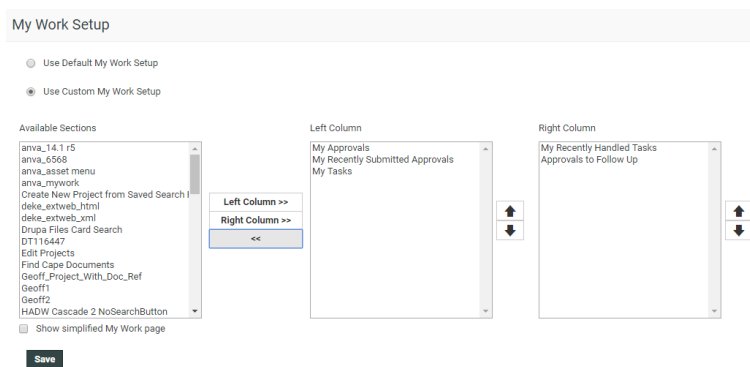 My Work Setup
Use Default My Work Setup
Use Custom My Work Setup
Available Sections
anva_14.1 r5
anva_6568
anva_asset menu
anva_mywork
Create New Project from Saved Search
deke_extweb_html
deke_extweb_xml
Drupa Files Card Search
DT116447
Edit Projects
Find Cape Documents
Geoff_Project_With_Doc_Ref
Geoff1
Geoff2
HADW Cascade 2 NoSearchButton
Left Column >>
Right Column >>
<<
Left Column
My Approvals
My Recently Submitted Approvals
My Tasks
Right Column
My Recently Handled Tasks
Approvals to Follow Up
Show simplified My Work page
Save